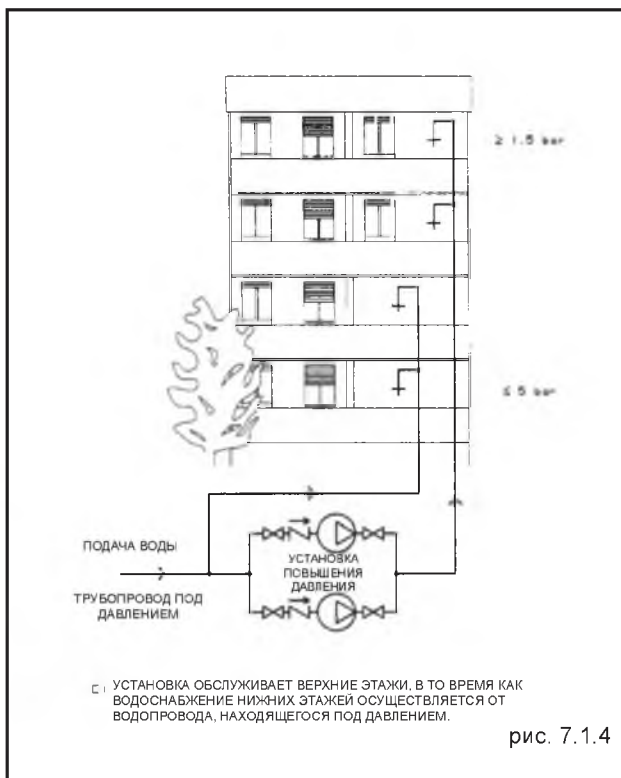 ≥ 1.5 bar
≤ 5 bar
ПОДАЧА ВОДЫ
ТРУБОПРОВОД ПОД
ДАВЛЕНИЕМ
УСТАНОВКА
ПОВЫШЕНИЯ
ДАВЛЕНИЯ
УСТАНОВКА ОБСЛУЖИВАЕТ ВЕРХНИЕ ЭТАЖИ, В ТО ВРЕМЯ КАК
ВОДОСНАБЖЕНИЕ НИЖНИХ ЭТАЖЕЙ ОСУЩЕСТВЛЯЕТСЯ ОТ
ВОДОПРОВОДА, НАХОДЯЩЕГОСЯ ПОД ДАВЛЕНИЕМ.
рис. 7.1.4